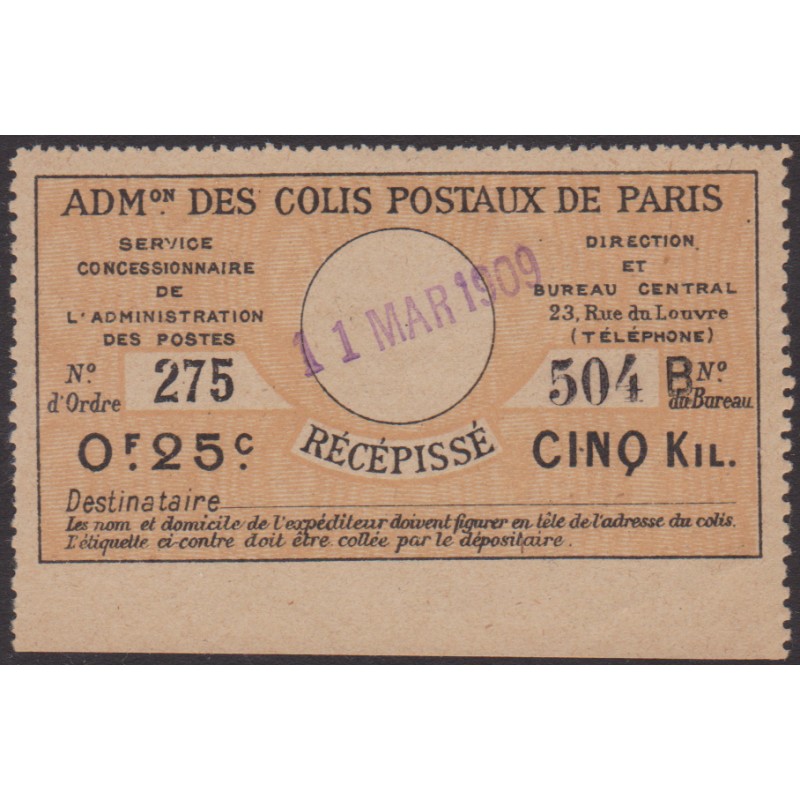 ADMᵒⁿ. DES COLIS POSTAUX DE PARIS
SERVICE
CONCESSIONNAIRE
DE
L'ADMINISTRATION
DES POSTES
11 MAR 1909
DIRECTION
ET
BUREAU CENTRAL
23, Rue du Louvre
(TÉLÉPHONE)
Nº d'Ordre 275
504 B Nº du Bureau
0F.25c.
RÉCÉPISSÉ
CINQ KIL.
Destinataire
Les nom et domicile de l'expéditeur doivent figurer en tête de l'adresse du colis.
L'étiquette ci-contre doit être collée par le dépositaire.